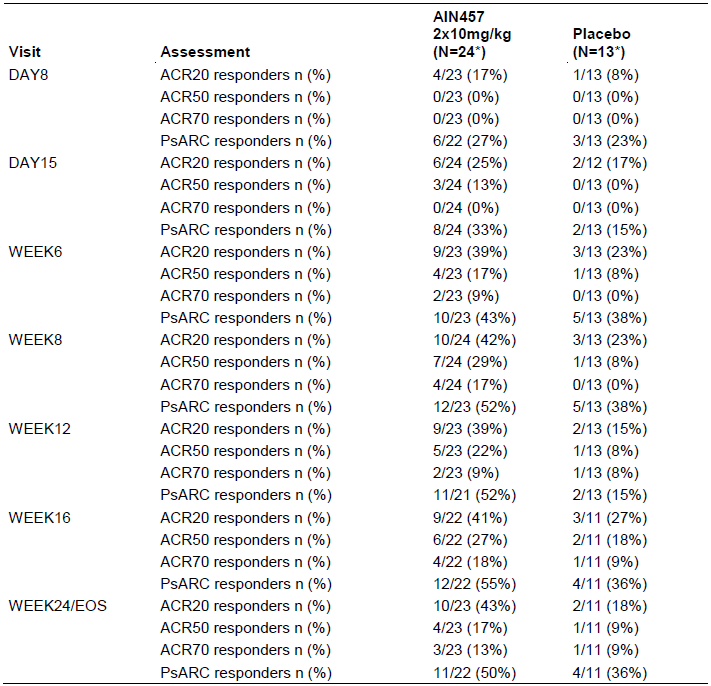 AIN457
2x10mg/kg Placebo
Visit Assessment (N=24*) (N=13*)
DAY8 ACR20 responders n (%) 4/23 (17%) 1/13 (8%)
ACR50 responders n (%) 0/23 (0%) 0/13 (0%)
ACR70 responders n (%) 0/23 (0%) 0/13 (0%)
PsARC responders n (%) 6/22 (27%) 3/13 (23%)
DAY15 ACR20 responders n (%) 6/24 (25%) 2/12 (17%)
ACR50 responders n (%) 3/24 (13%) 0/13 (0%)
ACR70 responders n (%) 0/24 (0%) 0/13 (0%)
PsARC responders n (%) 8/24 (33%) 2/13 (15%)
WEEK6 ACR20 responders n (%) 9/23 (39%) 3/13 (23%)
ACR50 responders n (%) 4/23 (17%) 1/13 (8%)
ACR70 responders n (%) 2/23 (9%) 0/13 (0%)
PsARC responders n (%) 10/23 (43%) 5/13 (38%)
WEEK8 ACR20 responders n (%) 10/24 (42%) 3/13 (23%)
ACR50 responders n (%) 7/24 (29%) 1/13 (8%)
ACR70 responders n (%) 4/24 (17%) 0/13 (0%)
PsARC responders n (%) 12/23 (52%) 5/13 (38%)
WEEK12 ACR20 responders n (%) 9/23 (39%) 2/13 (15%)
ACR50 responders n (%) 5/23 (22%) 1/13 (8%)
ACR70 responders n (%) 2/23 (9%) 1/13 (8%)
PsARC responders n (%) 11/21 (52%) 2/13 (15%)
WEEK16 ACR20 responders n (%) 9/22 (41%) 3/11 (27%)
ACR50 responders n (%) 6/22 (27%) 2/11 (18%)
ACR70 responders n (%) 4/22 (18%) 1/11 (9%)
PsARC responders n (%) 12/22 (55%) 4/11 (36%)
WEEK24/EOS ACR20 responders n (%) 10/23 (43%) 2/11 (18%)
ACR50 responders n (%) 4/23 (17%) 1/11 (9%)
ACR70 responders n (%) 3/23 (13%) 1/11 (9%)
PsARC responders n (%) 11/22 (50%) 4/11 (36%)